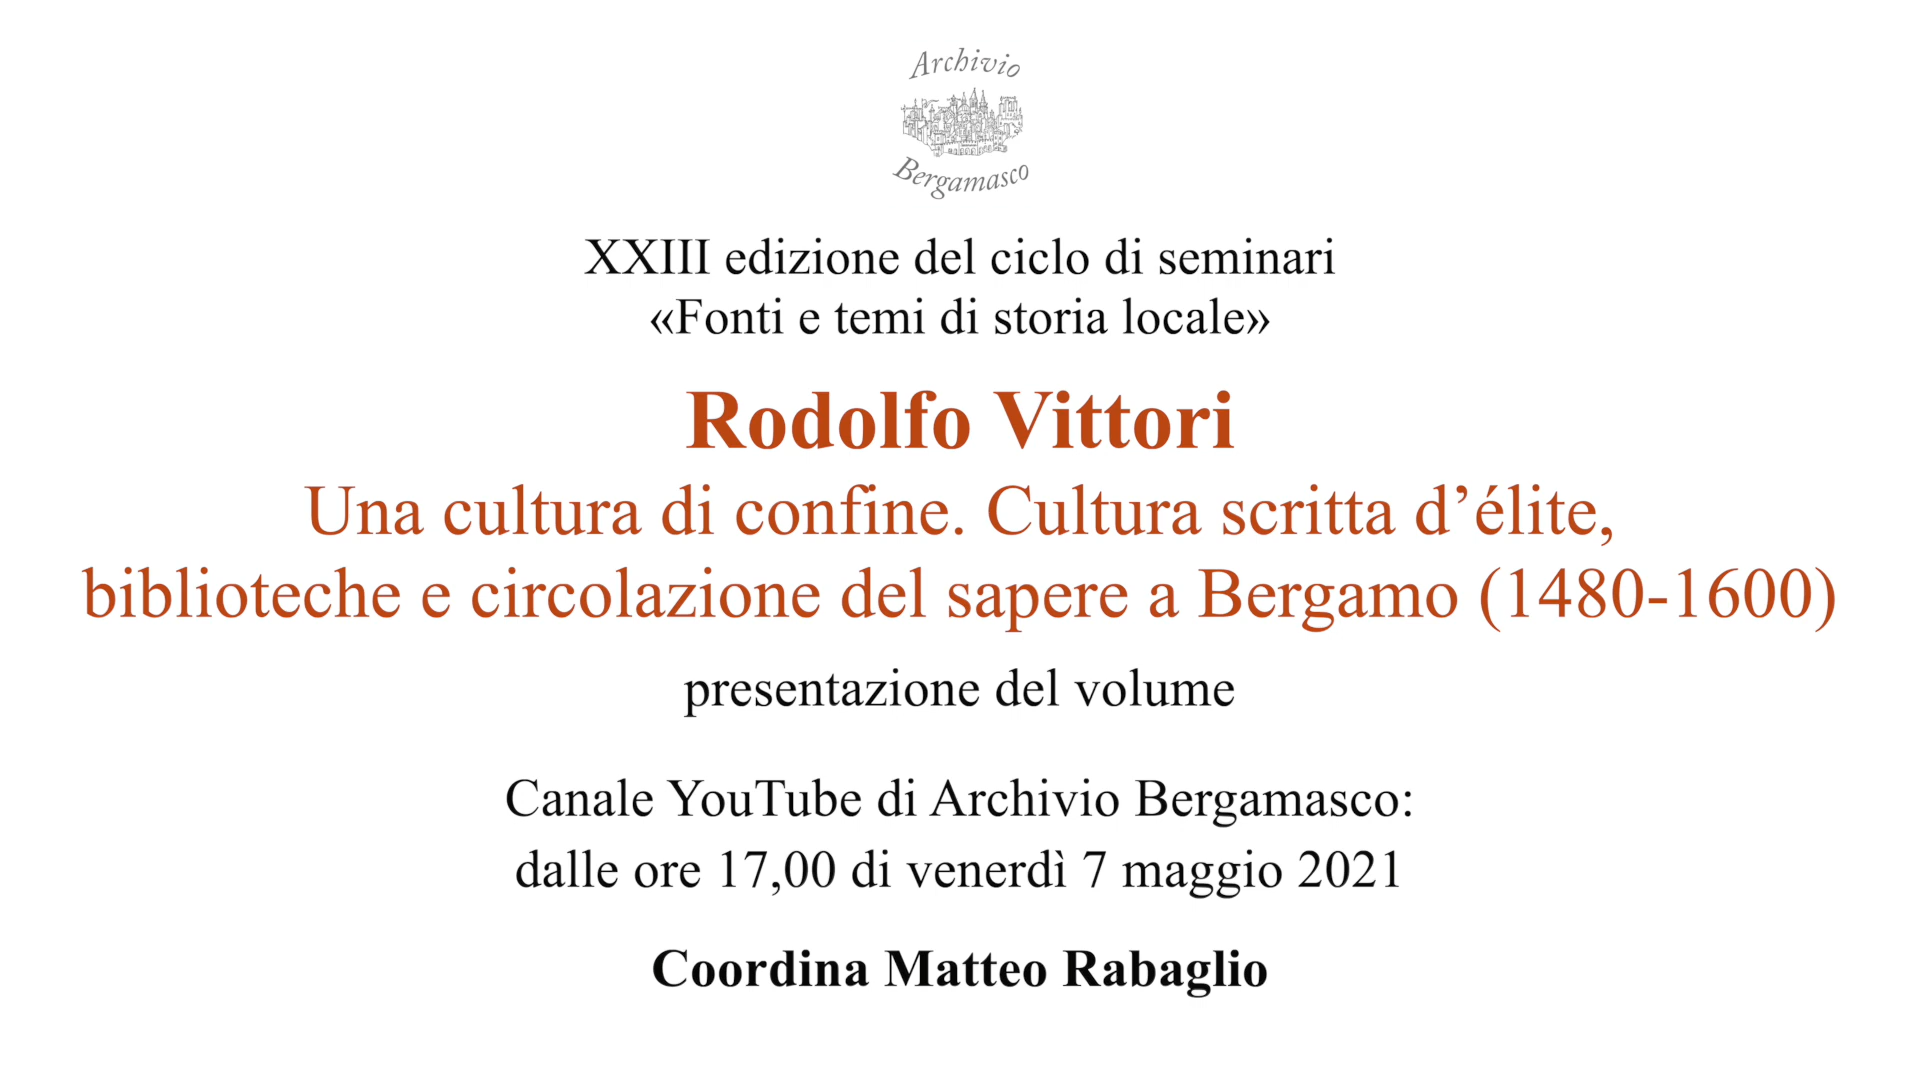 Archivio
Bergamasco
XXIII edizione del ciclo di seminari
«Fonti e temi di storia locale»
Rodolfo Vittori
Una cultura di confine. Cultura scritta d’élite,
biblioteche e circolazione del sapere a Bergamo (1480-1600)
presentazione del volume
Canale YouTube di Archivio Bergamasco:
dalle ore 17,00 di venerdì 7 maggio 2021
Coordina Matteo Rabaglio